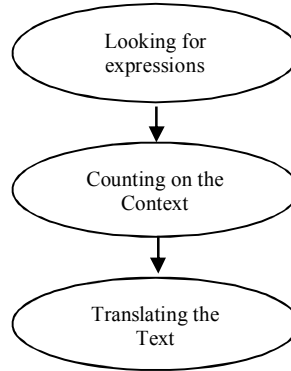 Looking for
expressions
Counting on the
Context
Translating the
Text